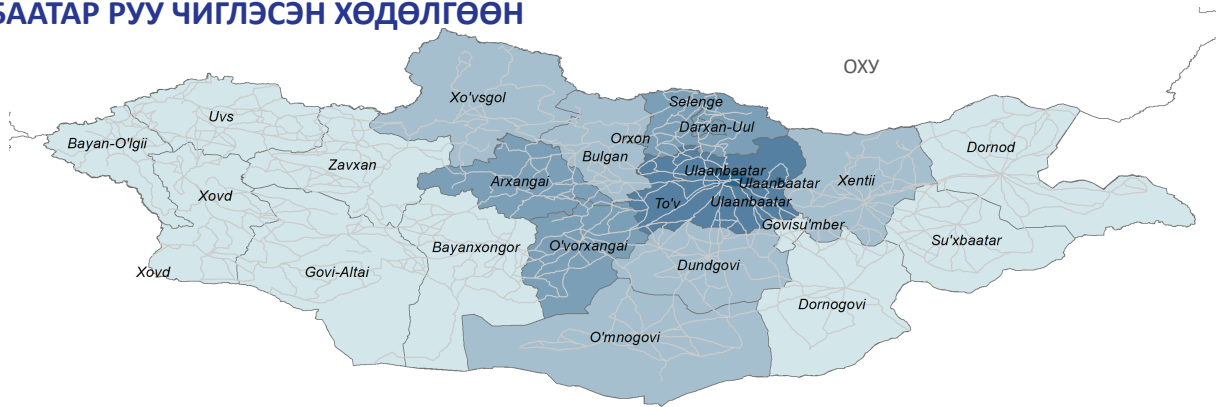 БААТАР РУУ ЧИГЛЭСЭН ХӨДӨЛГӨӨН
ОХУ
Xo'vsgol
Selenge
Uvs
Darxan-Uul
Orxon
Bayan-O'lgii
Dornod
Bulgan
Zavxan
Ulaanbaatar
Arxangai
Xentii
Ulaanbaatar
Xovd
To'v
Ulaanbaatar
Govisu'mber
Su'xbaatar
O'vorxangai
Bayanxongor
Dundgovi
Xovd
Govi-Altai
Dornogovi
O'mnogovi